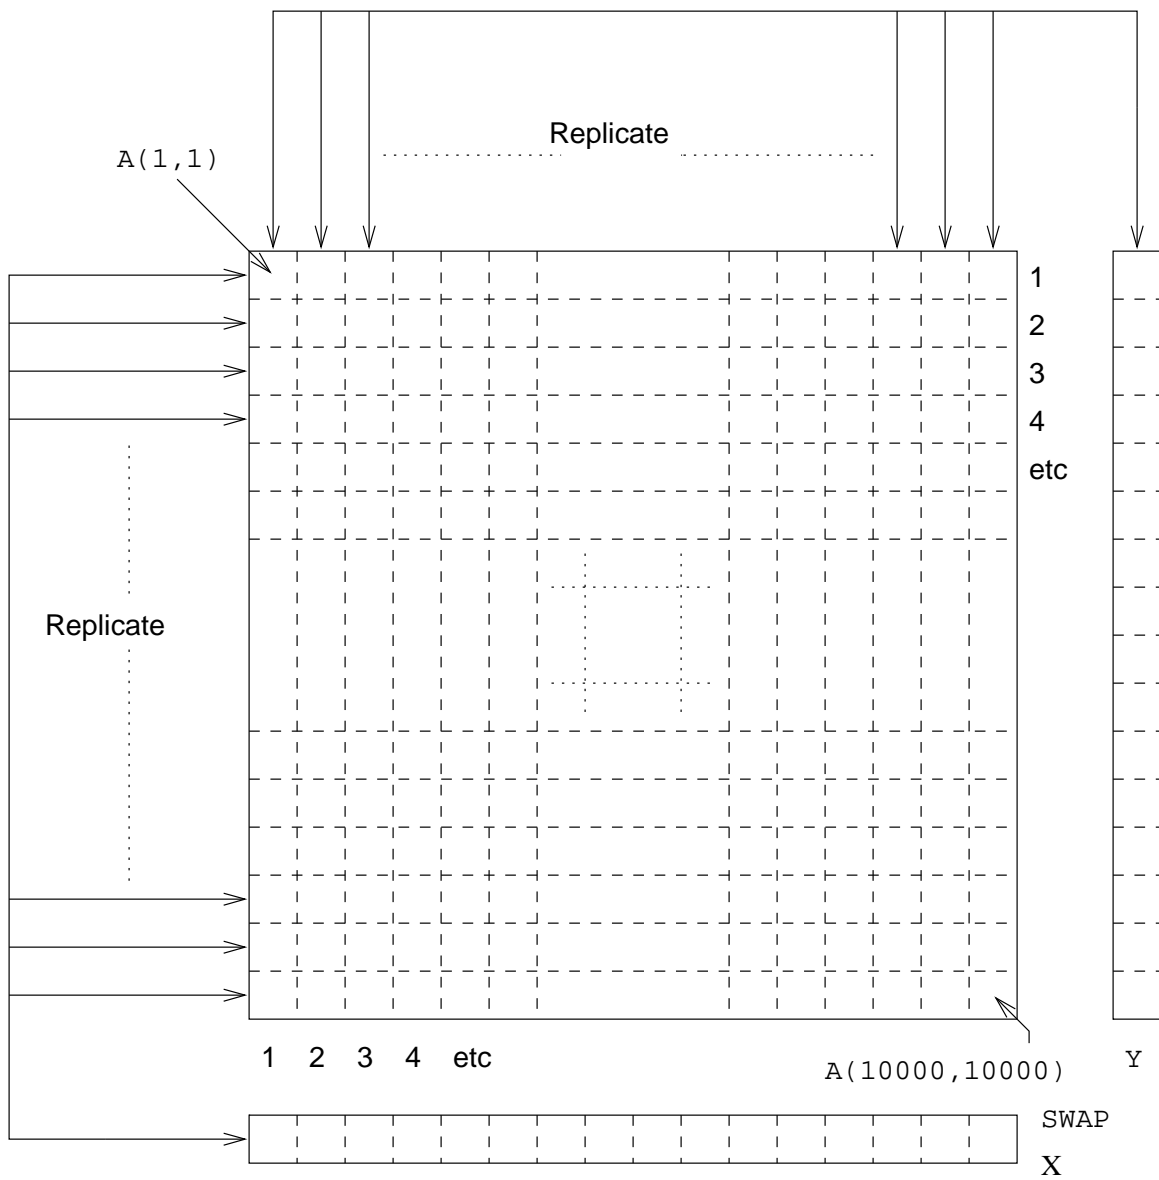 Replicate
A(1,1)
1
2
3
4
etc
Replicate
1 2 3 4 etc
A(10000,10000)
Y
SWAP
X